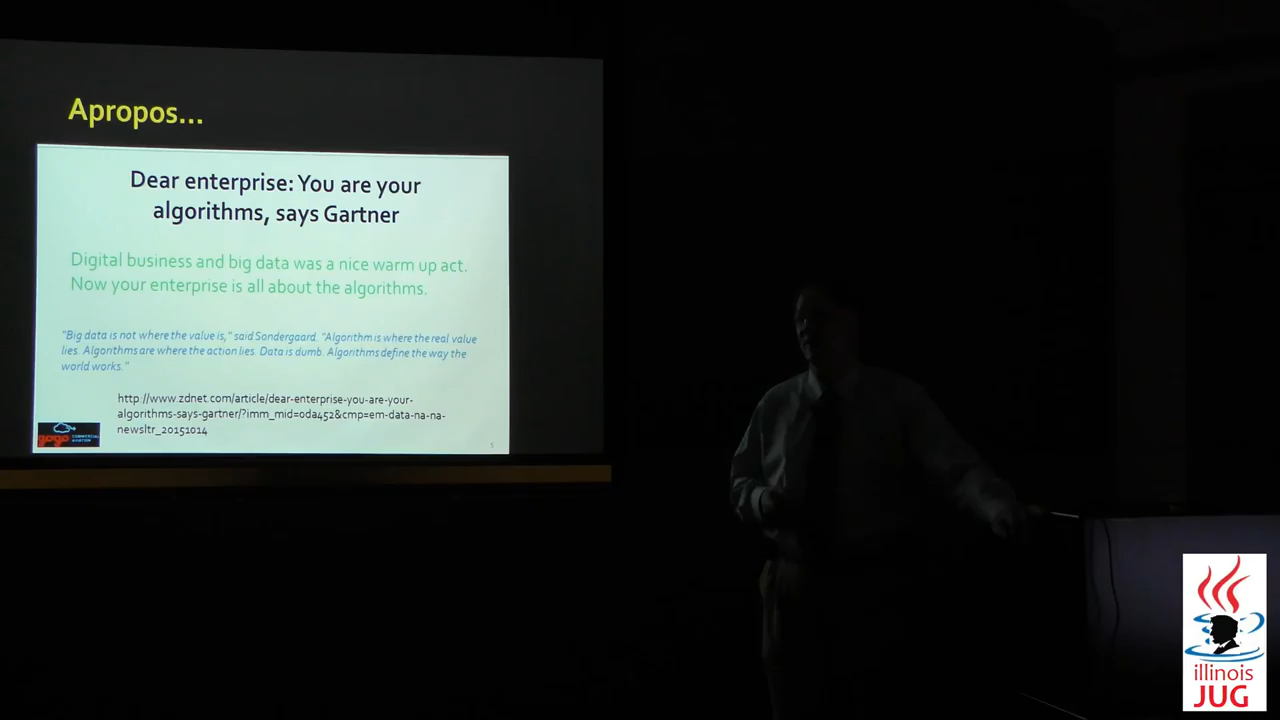 Apropos...
Dear enterprise: You are your
algorithms, says Gartner
Digital business and big data was a nice warm up act.
Now your enterprise is all about the algorithms.
"Big data is not where the value is," said Sondergaard. "Algorithm is where the real value
lies. Algorithms are where the action lies. Data is dumb. Algorithms define the way the
world works."
http://www.zdnet.com/article/dear-enterprise-you-are-your-
algorithms-says-gartner/?imm_mid=0da452&cmp=em-data-na-na-
newsltr_20151014
gogo COMMERCIAL
AVIATION
5
illinois
JUG